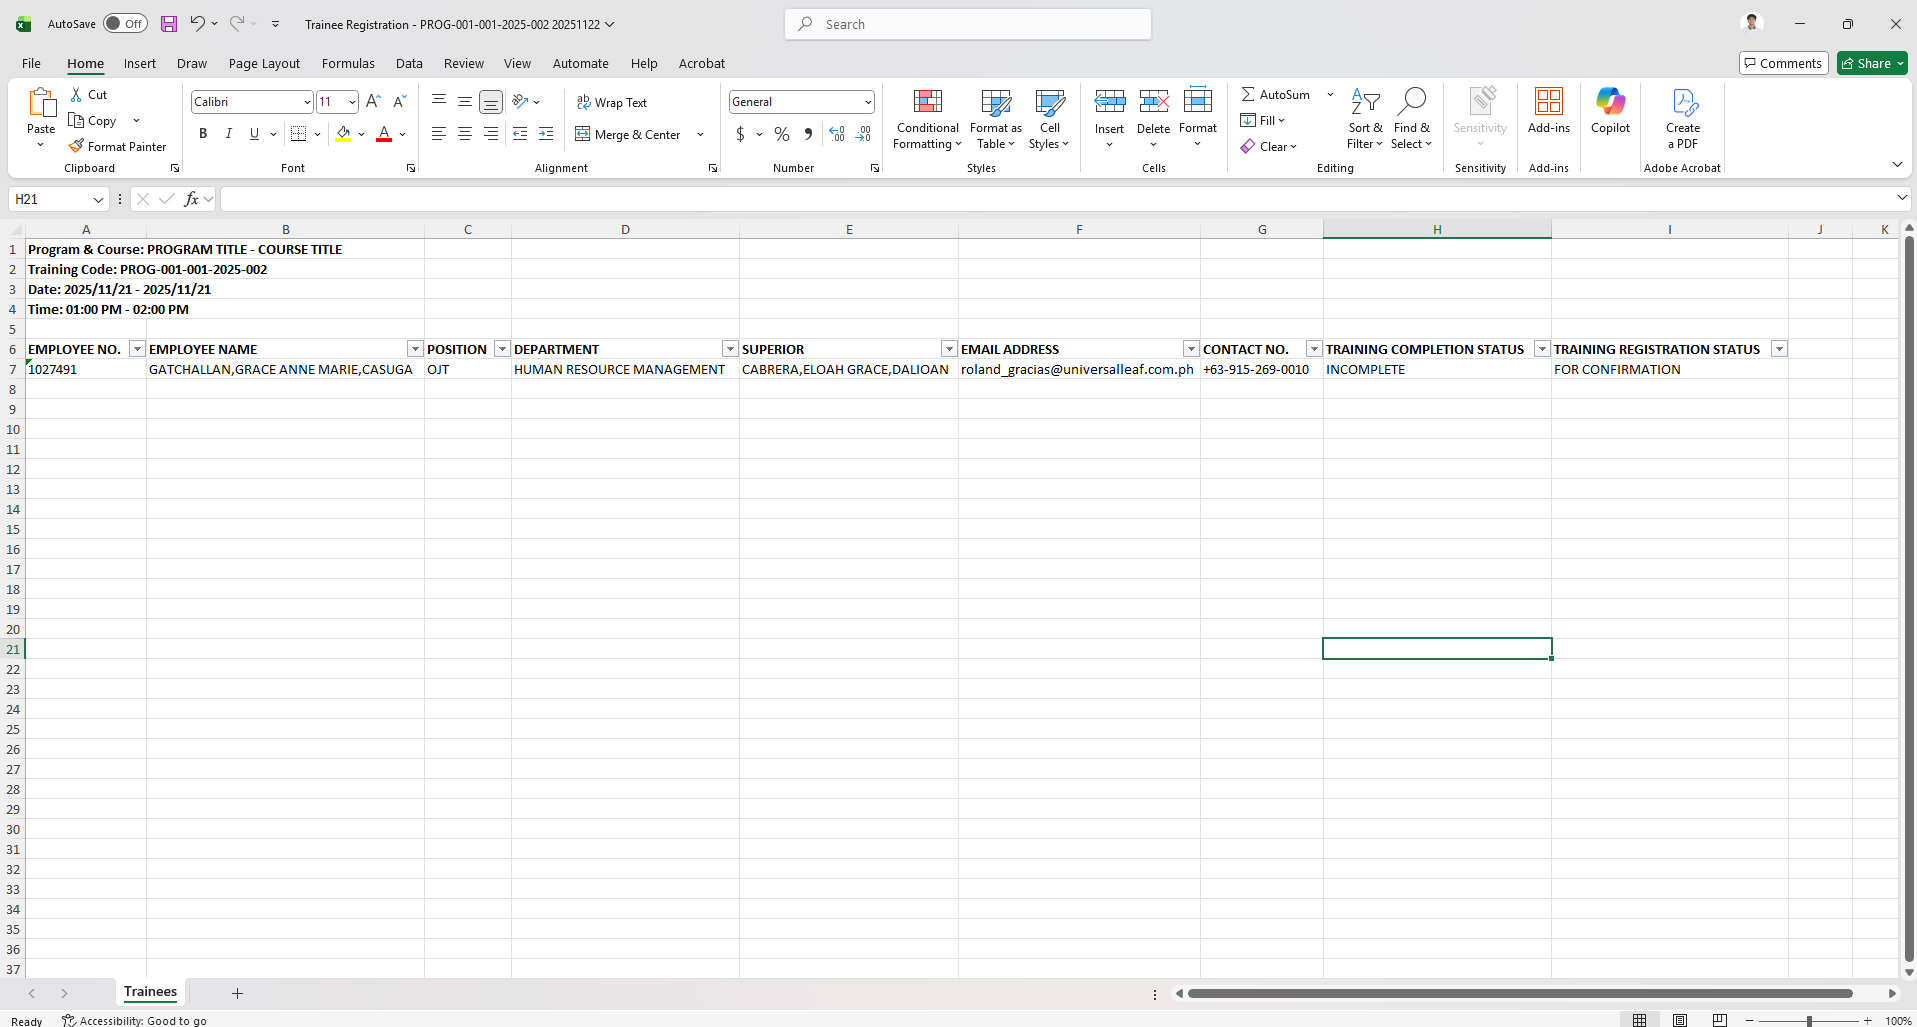 AutoSave Off Trainee Registration - PROG-001-001-2025-002 20251122 Search
File Home Insert Draw Page Layout Formulas Data Review View Automate Help Acrobat Comments Share
Paste Cut Copy Format Painter Clipboard
Calibri 11 B I U A Font
Wrap Text Merge & Center Alignment
General $ % Number
Conditional Formatting Format as Table Cell Styles Styles
Insert Delete Format Cells
AutoSum Fill Clear Sort & Filter Find & Select Editing
Sensitivity Sensitivity
Add-ins Add-ins
Copilot
Create a PDF Adobe Acrobat
H21 fx
A B C D E F G H I J K
1 Program & Course: PROGRAM TITLE - COURSE TITLE
2 Training Code: PROG-001-001-2025-002
3 Date: 2025/11/21 - 2025/11/21
4 Time: 01:00 PM - 02:00 PM
5
6 EMPLOYEE NO. EMPLOYEE NAME POSITION DEPARTMENT SUPERIOR EMAIL ADDRESS CONTACT NO. TRAINING COMPLETION STATUS TRAINING REGISTRATION STATUS
7 1027491 GATCHALLAN,GRACE ANNE MARIE,CASUGA OJT HUMAN RESOURCE MANAGEMENT CABRERA,ELOAH GRACE,DALIOAN roland_gracias@universalleaf.com.ph +63-915-269-0010 INCOMPLETE FOR CONFIRMATION
8
9
10
11
12
13
14
15
16
17
18
19
20
21
22
23
24
25
26
27
28
29
30
31
32
33
34
35
36
37
Trainees
Ready Accessibility: Good to go 100%